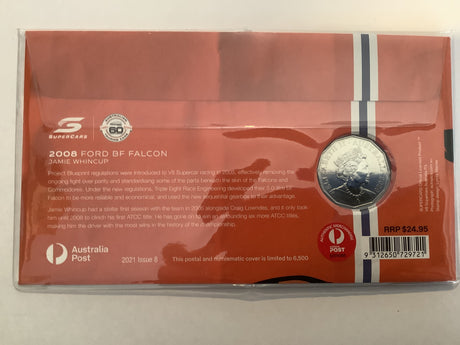 SUPERCARS
60
2008 FORD BF FALCON
JAMIE WHINCUP
Project Blueprint regulations were introduced to V8 Supercar racing in 2003, effectively removing the
ongoing fight over parity and standardising some of the parts beneath the skin of the Falcons and
Commodores. Under the new regulations, Triple Eight Race Engineering developed their 5.0 litre BF
Falcon to be more reliable and economical, and used the new sequential gearbox to their advantage.
Jamie Whincup had a stellar first season with the team in 2006 alongside Craig Lowndes, and it only took
him until 2008 to clinch his first ATCC title. He has gone on to win an astounding six more ATCC titles,
making him the driver with the most wins in the history of the championship.
Australia
Post
2021 Issue 8
This postal and numismatic cover is limited to 6,500
POST
RRP $24.95
9 312650 729721